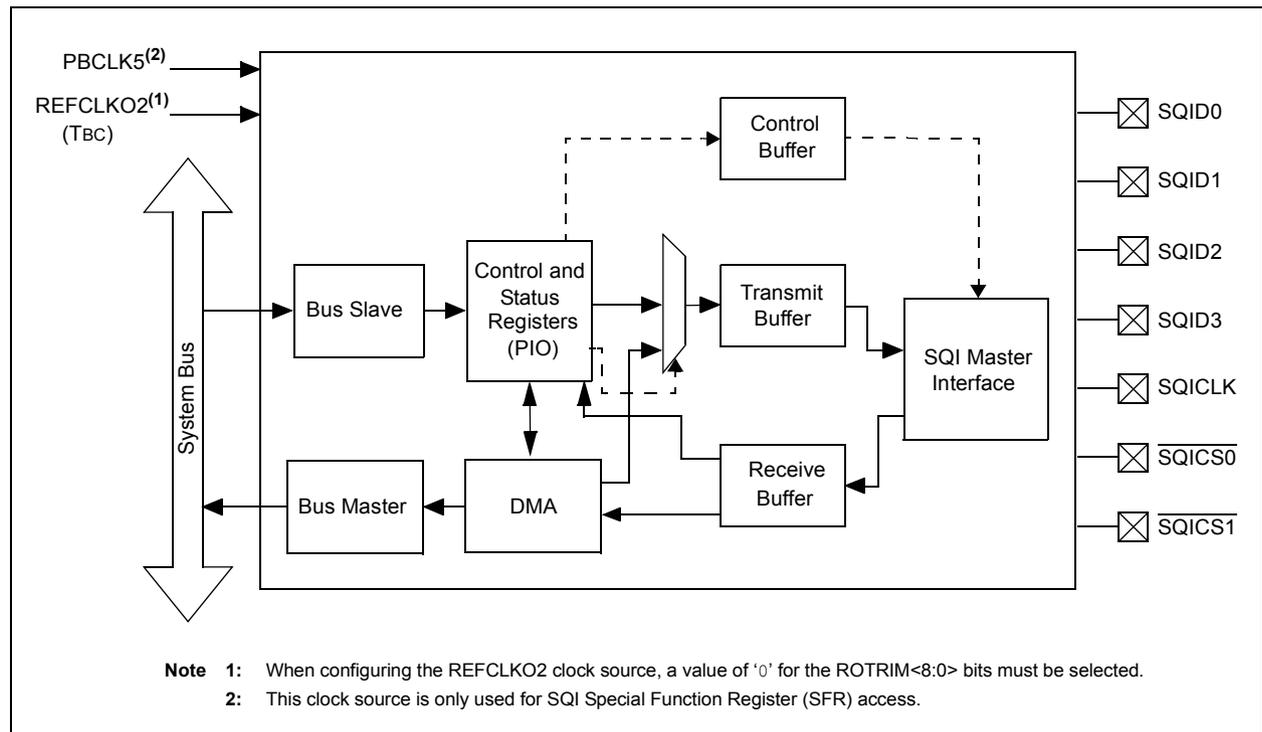 PBCLK5(2)
REFCLKO2(1)
(TBC)
System Bus
Bus Slave
Control and
Status
Registers
(PIO)
Control
Buffer
Transmit
Buffer
SQI Master
Interface
Bus Master
DMA
Receive
Buffer
SQID0
SQID1
SQID2
SQID3
SQICLK
SQICS0
SQICS1
Note 1: When configuring the REFCLKO2 clock source, a value of ‘0’ for the ROTRIM<8:0> bits must be selected.
2: This clock source is only used for SQI Special Function Register (SFR) access.